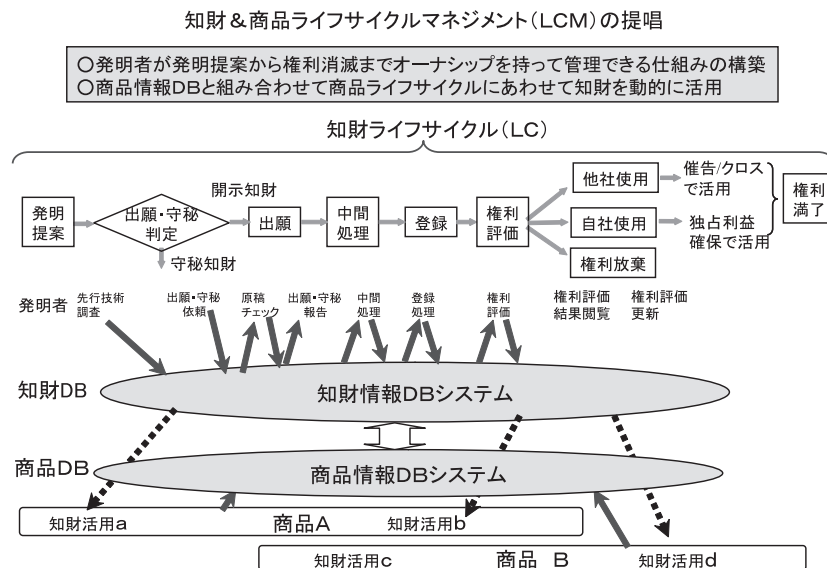 知財&商品ライフサイクルマネジメント(LCM)の提唱
○発明者が発明提案から権利消滅までオーナシップを持って管理できる仕組みの構築
○商品情報DBと組み合わせて商品ライフサイクルにあわせて知財を動的に活用
知財ライフサイクル(LC)
発明
提案
出願・守秘
判定
開示知財
守秘知財
出願
中間
処理
登録
権利
評価
他社使用
自社使用
権利放棄
催告/クロス
で活用
独占利益
確保で活用
権利
満了
発明者
先行技術
調査
出願・守秘
依頼
原稿
チェック
出願・守秘
報告
中間
処理
登録
処理
権利
評価
権利評価
結果閲覧
権利評価
更新
知財DB
知財情報DBシステム
商品DB
商品情報DBシステム
知財活用a
商品A
知財活用b
知財活用c
商品 B
知財活用d